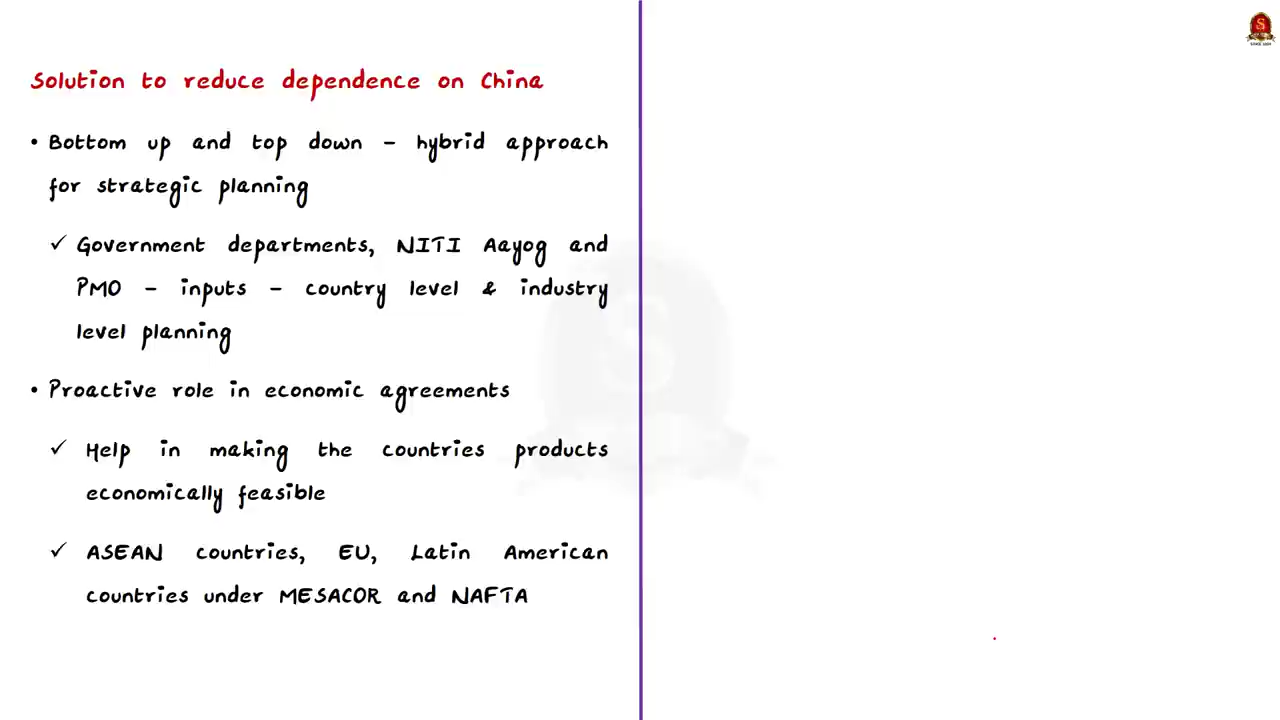 Solution to reduce dependence on China
• Bottom up and top down – hybrid approach
for strategic planning
✓ Government departments, NITI Aayog and
PMO – inputs – country level & industry
level planning
• Proactive role in economic agreements
✓ Help in making the countries products
economically feasible
✓ ASEAN countries, EU, Latin American
countries under MESACOR and NAFTA